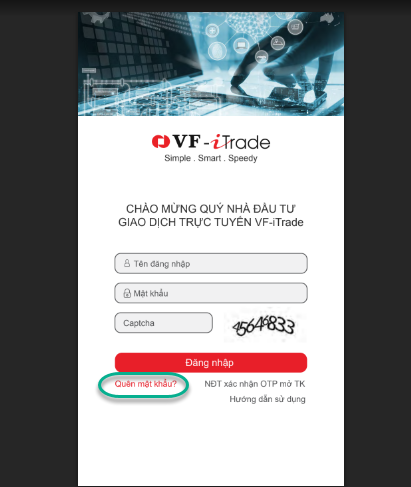 VF-iTrade
Simple . Smart . Speedy
CHÀO MỪNG QUÝ NHÀ ĐẦU TƯ
GIAO DỊCH TRỰC TUYẾN VF-iTrade
Tên đăng nhập
Mật khẩu
Captcha
45646833
Đăng nhập
Quên mật khẩu?
NĐT xác nhận OTP mở TK
Hướng dẫn sử dụng